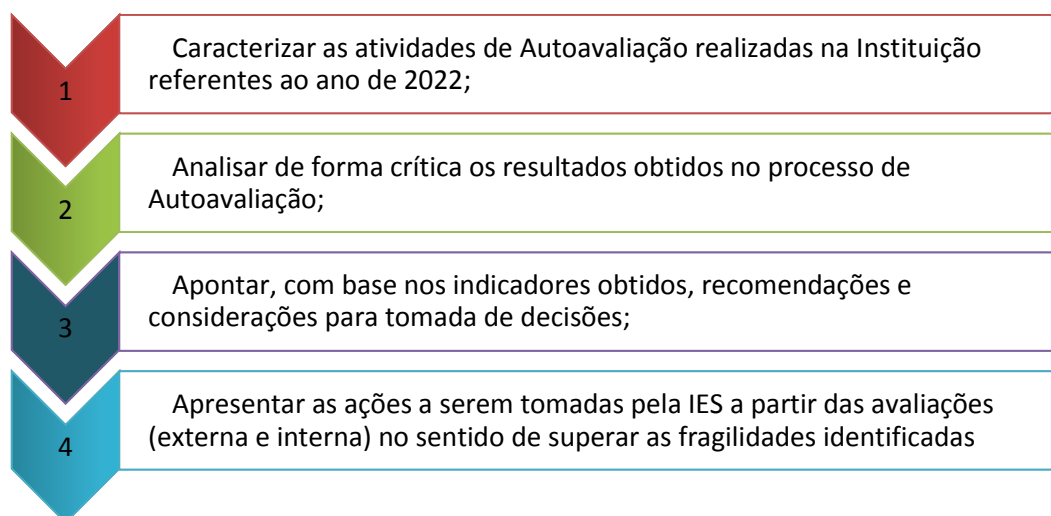 1
Caracterizar as atividades de Autoavaliação realizadas na Instituição
referentes ao ano de 2022;
2
Analisar de forma crítica os resultados obtidos no processo de
Autoavaliação;
3
Apontar, com base nos indicadores obtidos, recomendações e
considerações para tomada de decisões;
4
Apresentar as ações a serem tomadas pela IES a partir das avaliações
(externa e interna) no sentido de superar as fragilidades identificadas